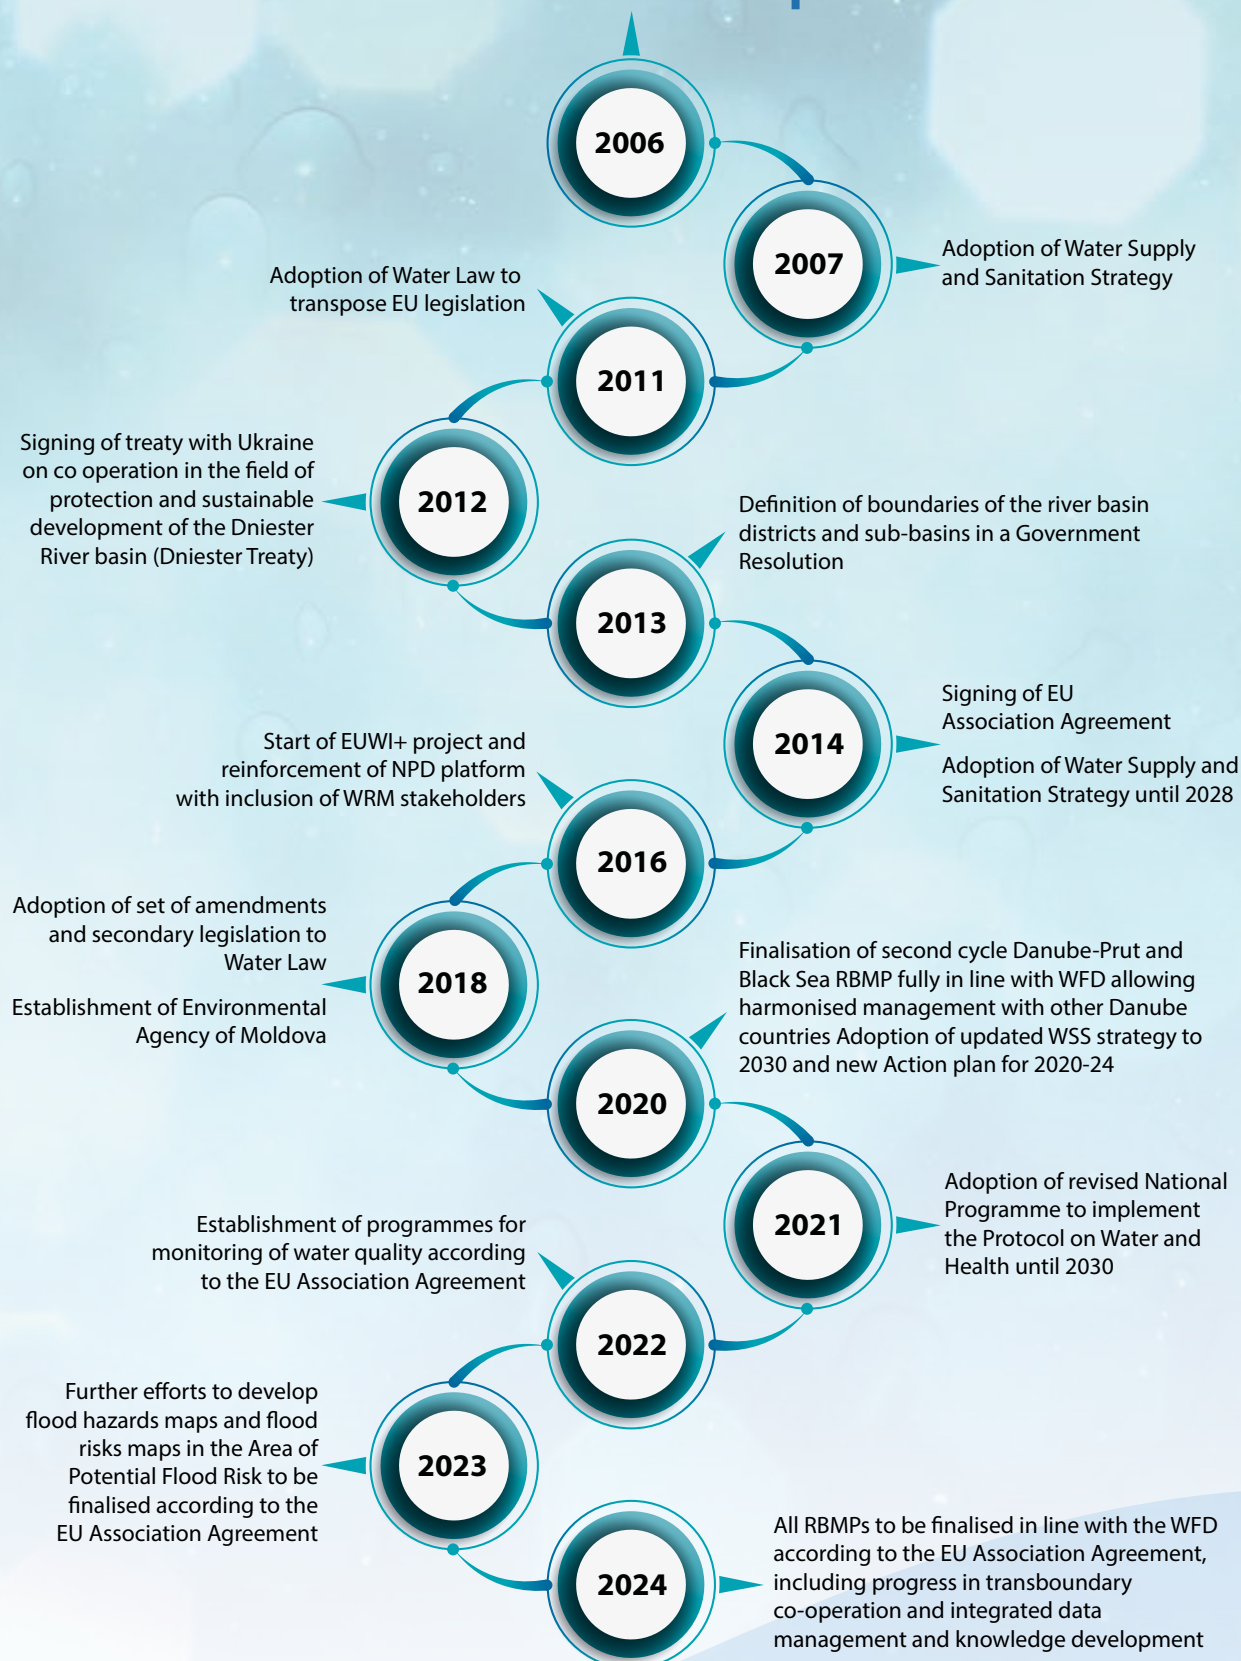 2006
2007
Adoption of Water Supply
and Sanitation Strategy
Adoption of Water Law to
transpose EU legislation
2011
Signing of treaty with Ukraine
on co operation in the field of
protection and sustainable
development of the Dniester
River basin (Dniester Treaty)
2012
Definition of boundaries of the river basin
districts and sub-basins in a Government
Resolution
2013
Signing of EU
Association Agreement
Adoption of Water Supply and
Sanitation Strategy until 2028
2014
Start of EUWI+ project and
reinforcement of NPD platform
with inclusion of WRM stakeholders
2016
Adoption of set of amendments
and secondary legislation to
Water Law
Establishment of Environmental
Agency of Moldova
2018
Finalisation of second cycle Danube-Prut and
Black Sea RBMP fully in line with WFD allowing
harmonised management with other Danube
countries Adoption of updated WSS strategy to
2030 and new Action plan for 2020-24
2020
Adoption of revised National
Programme to implement
the Protocol on Water and
Health until 2030
2021
Establishment of programmes for
monitoring of water quality according
to the EU Association Agreement
2022
Further efforts to develop
flood hazards maps and flood
risks maps in the Area of
Potential Flood Risk to be
finalised according to the
EU Association Agreement
2023
All RBMPs to be finalised in line with the WFD
according to the EU Association Agreement,
including progress in transboundary
co-operation and integrated data
management and knowledge development
2024